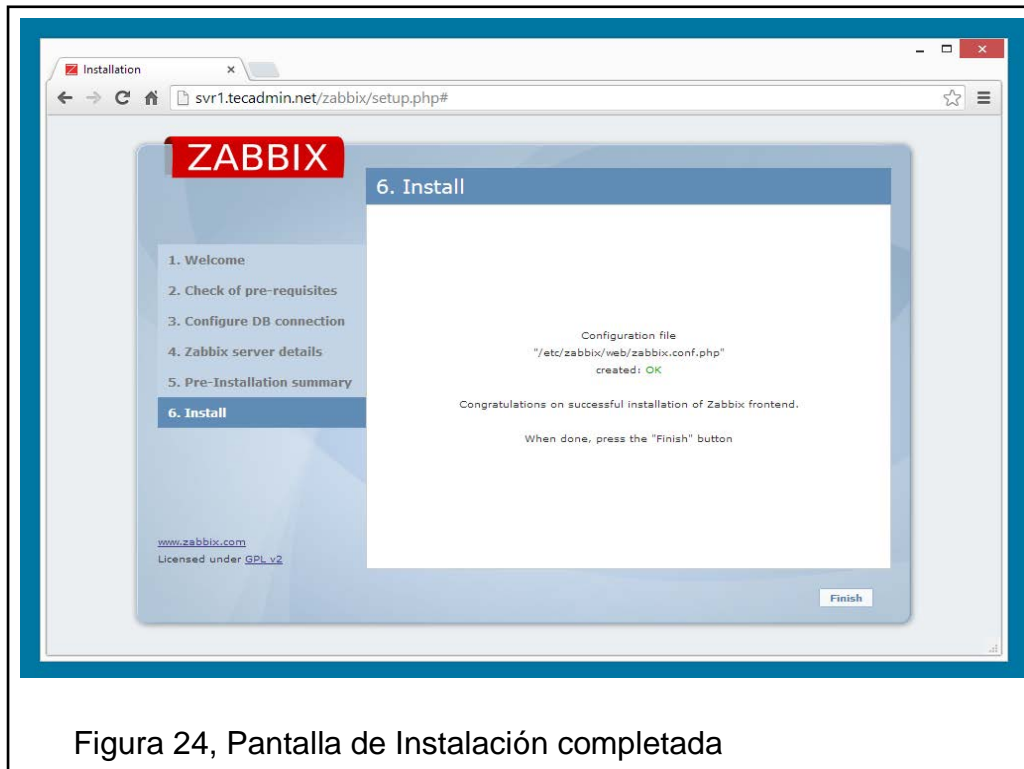 Installation
svr1.tecadmin.net/zabbix/setup.php#
ZABBIX
6. Install
1. Welcome
2. Check of pre-requisites
3. Configure DB connection
4. Zabbix server details
5. Pre-Installation summary
6. Install
Configuration file
"/etc/zabbix/web/zabbix.conf.php"
created: OK
Congratulations on successful installation of Zabbix frontend.
When done, press the "Finish" button
www.zabbix.com
Licensed under GPL v2
Finish
Figura 24, Pantalla de Instalación completada